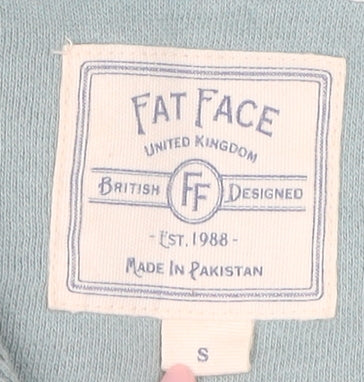 FAT FACE
UNITED KINGDOM
BRITISH FF DESIGNED
- EST. 1988 -
MADE IN PAKISTAN
S